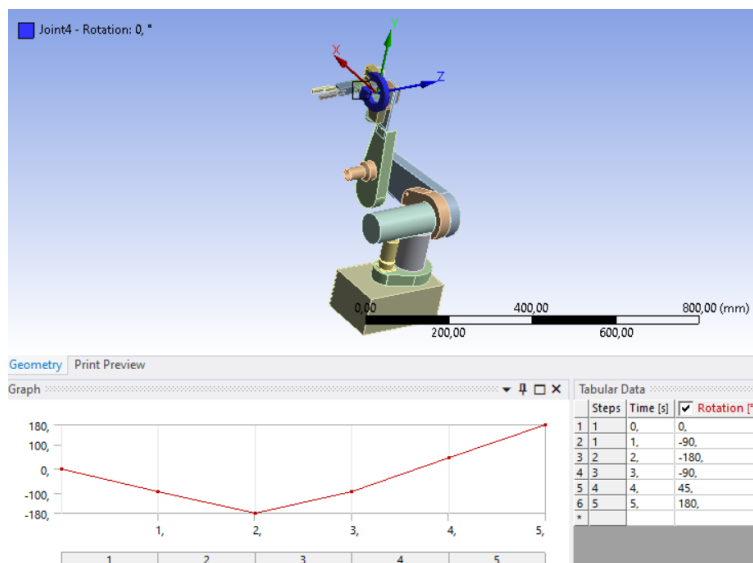 Joint4 - Rotation: 0, °
Y
X
Z
0,00 400,00 800,00 (mm)
200,00 600,00
Geometry Print Preview
Graph
180,
100,
0,
-100,
-180,
1, 2, 3, 4, 5,
1 2 3 4 5
Tabular Data
Steps Time [s] Rotation [°
1 1 0, 0,
2 1 1, -90,
3 2 2, -180,
4 3 3, -90,
5 4 4, 45,
6 5 5, 180,
*